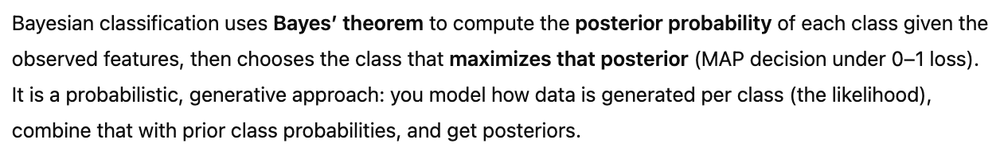 Bayesian classification uses Bayes’ theorem to compute the posterior probability of each class given the
observed features, then chooses the class that maximizes that posterior (MAP decision under 0–1 loss).
It is a probabilistic, generative approach: you model how data is generated per class (the likelihood),
combine that with prior class probabilities, and get posteriors.